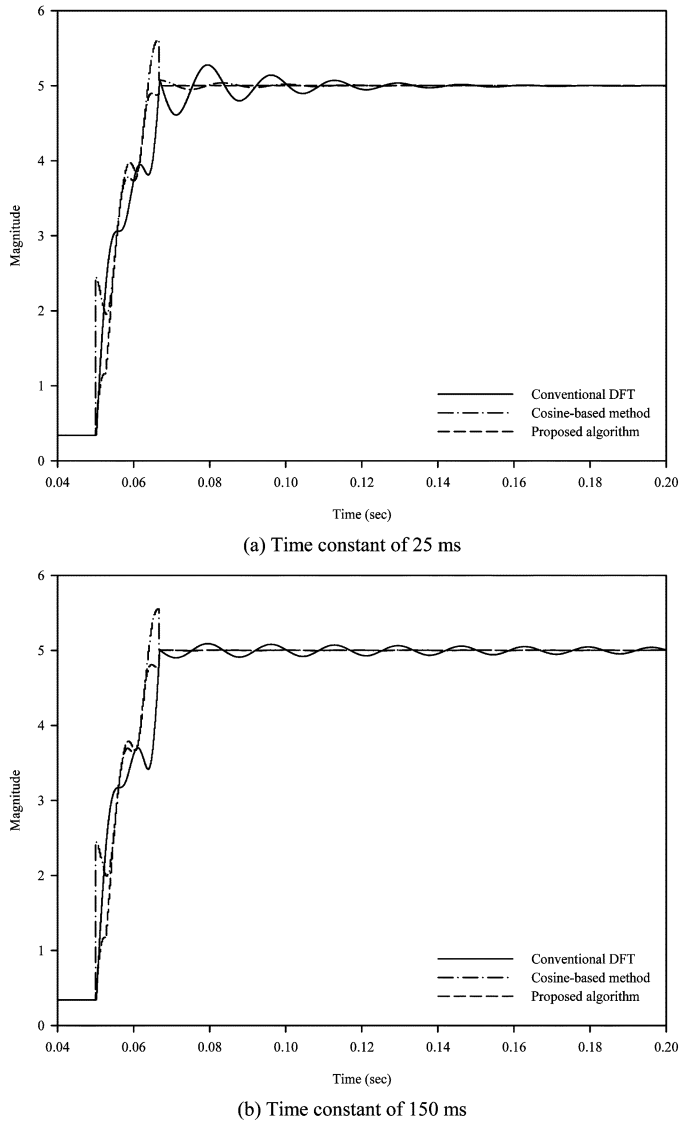 6
5
4
3
2
1
0
Magnitude
Conventional DFT
Cosine-based method
Proposed algorithm
0.04 0.06 0.08 0.10 0.12 0.14 0.16 0.18 0.20
Time (sec)
(a) Time constant of 25 ms
6
5
4
3
2
1
0
Magnitude
Conventional DFT
Cosine-based method
Proposed algorithm
0.04 0.06 0.08 0.10 0.12 0.14 0.16 0.18 0.20
Time (sec)
(b) Time constant of 150 ms